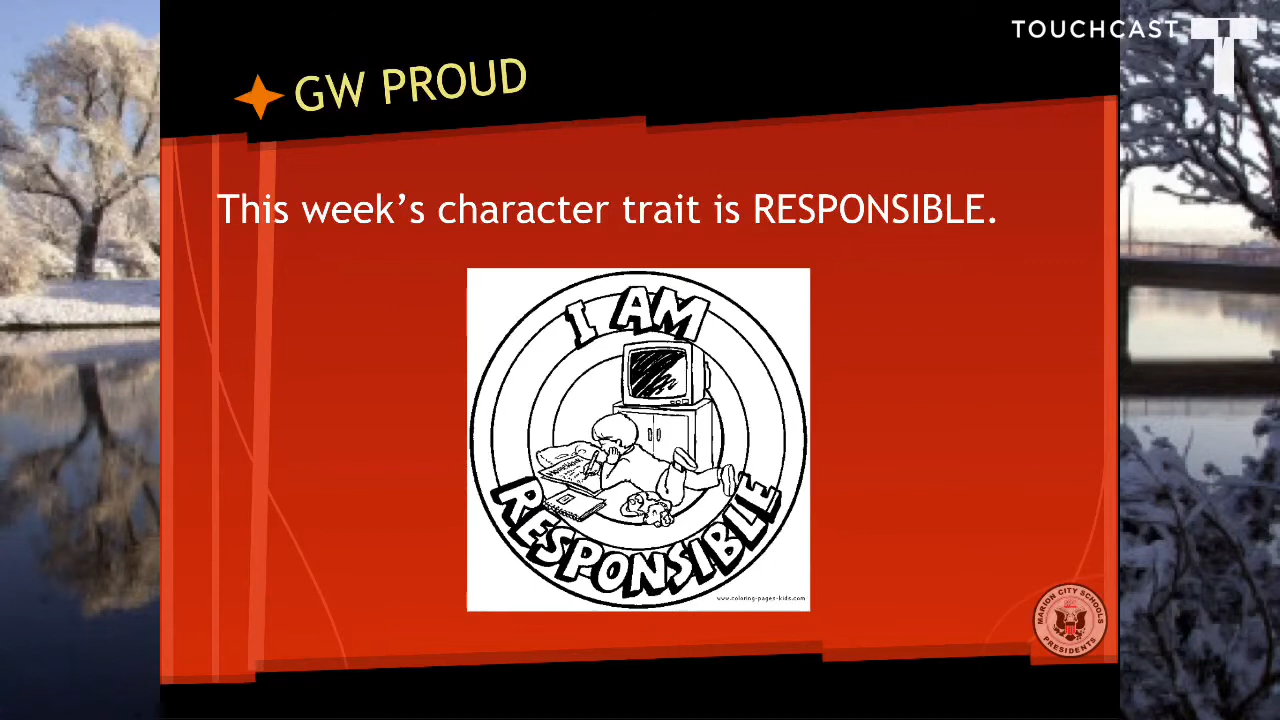 TOUCHCAST
GW PROUD
This week's character trait is RESPONSIBLE.
I AM
RESPONSIBLE
www.coloring-pages-kids.com
MARION CITY SCHOOLS
PRESIDENTS